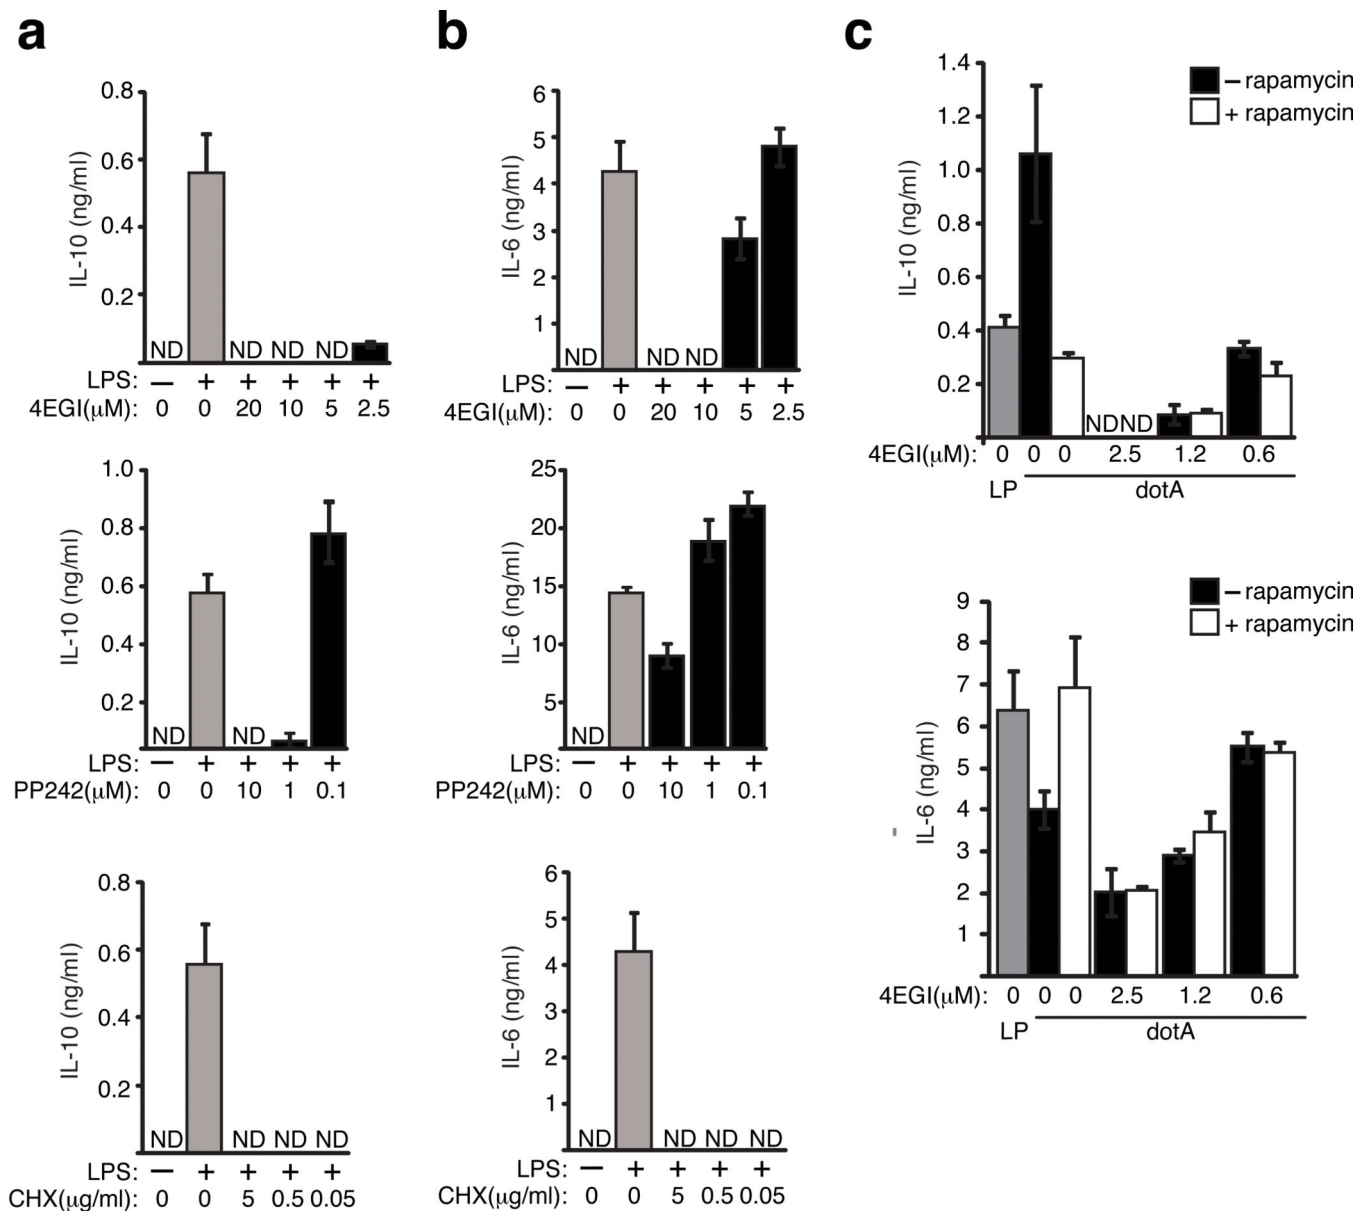 a
0.8
0.6
0.4
0.2
IL-10 (ng/ml)
ND ND ND ND
LPS: — + + + + +
4EGI(μM): 0 0 20 10 5 2.5
1.0
0.8
0.6
0.4
0.2
IL-10 (ng/ml)
ND ND
LPS: — + + + +
PP242(μM): 0 0 10 1 0.1
0.8
0.6
0.4
0.2
IL-10 (ng/ml)
ND ND ND ND
LPS: — + + + +
CHX(μg/ml): 0 0 5 0.5 0.05
b
6
5
4
3
2
1
IL-6 (ng/ml)
ND ND ND
LPS: — + + + + +
4EGI(μM): 0 0 20 10 5 2.5
25
20
15
10
5
IL-6 (ng/ml)
ND
LPS: — + + + +
PP242(μM): 0 0 10 1 0.1
6
5
4
3
2
1
IL-6 (ng/ml)
ND ND ND ND
LPS: — + + + +
CHX(μg/ml): 0 0 5 0.5 0.05
c
1.4
1.2
1.0
0.8
0.6
0.4
0.2
IL-10 (ng/ml)
– rapamycin
+ rapamycin
NDND
4EGI(μM): 0 0 0 2.5 1.2 0.6
LP dotA
9
8
7
6
5
4
3
2
1
IL-6 (ng/ml)
– rapamycin
+ rapamycin
4EGI(μM): 0 0 0 2.5 1.2 0.6
LP dotA